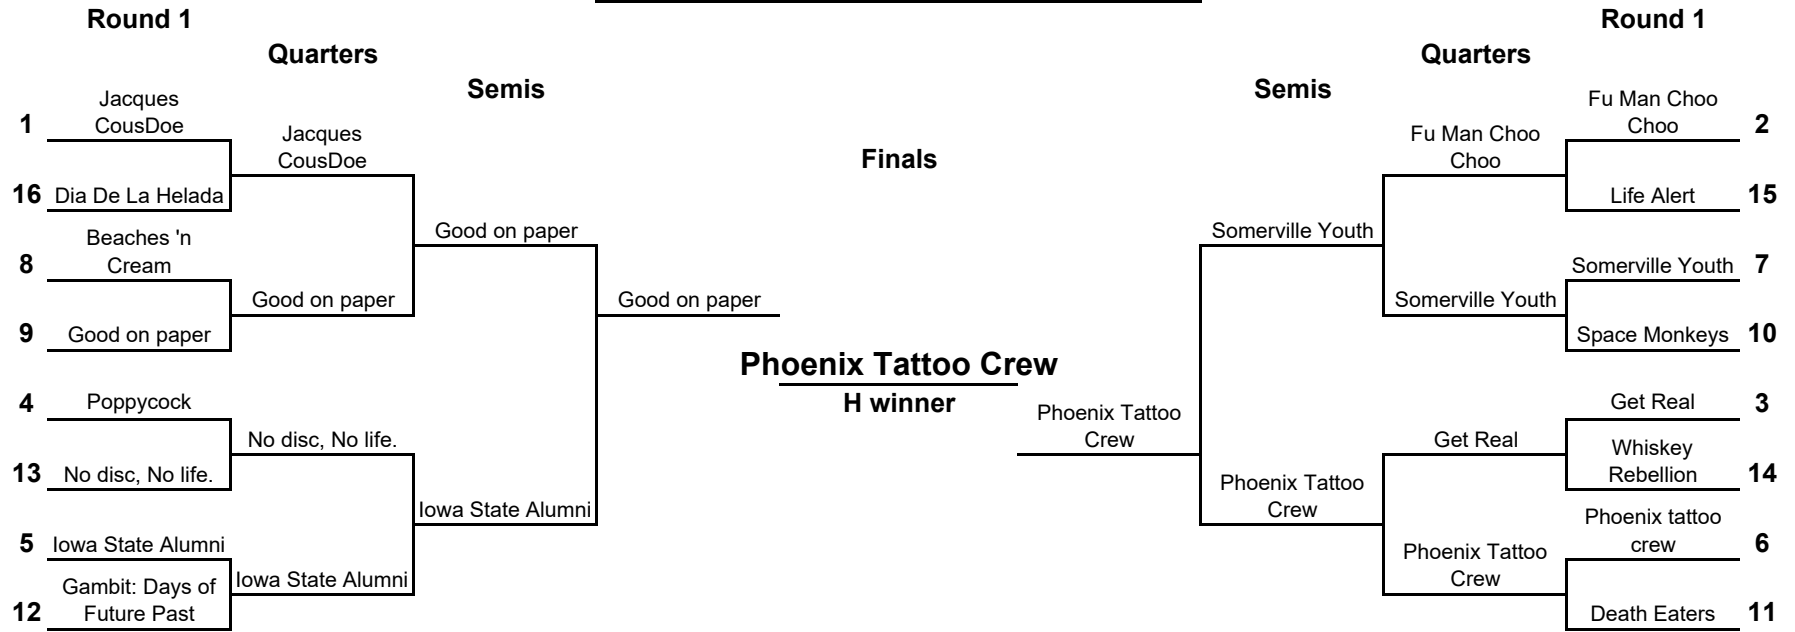 Round 1
Round 1
Quarters
Quarters
Semis
Semis
Finals
1
Jacques
CousDoe
16 Dia De La Helada
8
Beaches 'n
Cream
9 Good on paper
4 Poppycock
13 No disc, No life.
5 Iowa State Alumni
12
Gambit: Days of
Future Past
Jacques
CousDoe
Good on paper
No disc, No life.
Iowa State Alumni
Good on paper
Iowa State Alumni
Good on paper
Phoenix Tattoo Crew
H winner
Phoenix Tattoo
Crew
Somerville Youth
Phoenix Tattoo
Crew
Fu Man Choo
Choo
Somerville Youth
Get Real
Phoenix Tattoo
Crew
Fu Man Choo
Choo
2
Life Alert 15
Somerville Youth 7
Space Monkeys 10
Get Real 3
Whiskey
Rebellion
14
Phoenix tattoo
crew
6
Death Eaters 11